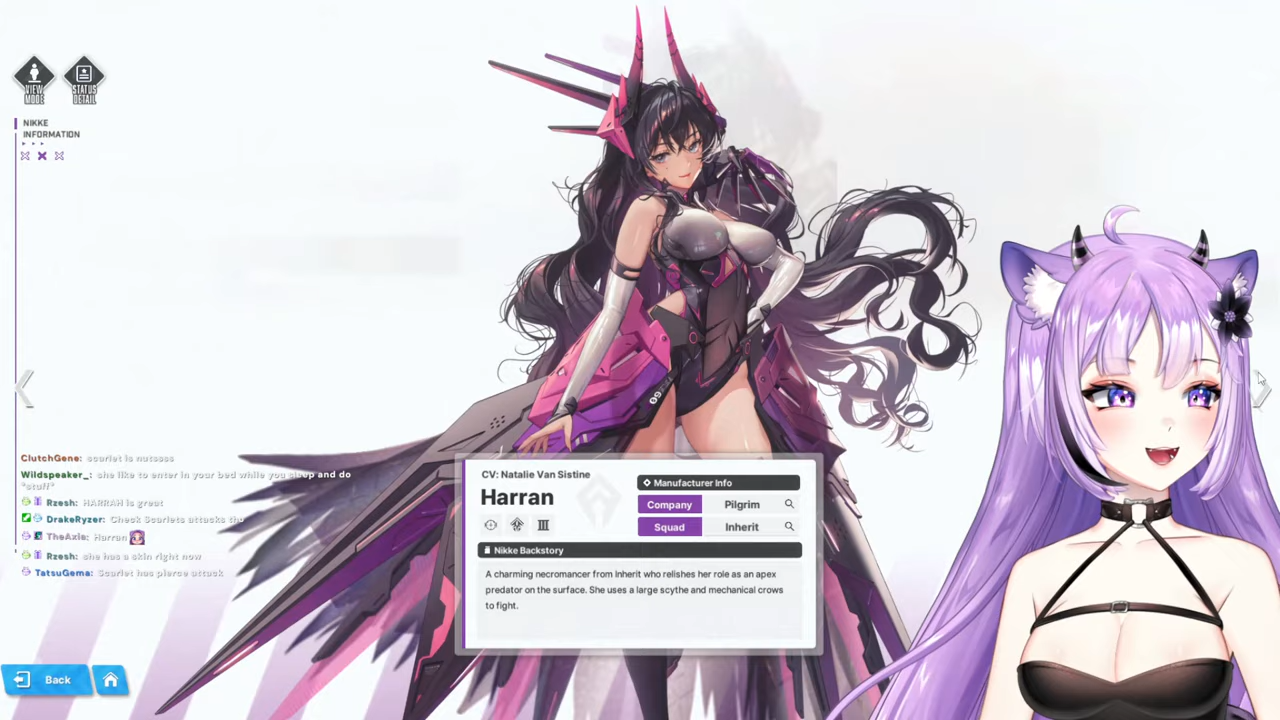 VIEW
MODE
STATUS
DETAIL
NIKKE
INFORMATION
ClutchGene: scarlet is nutssss
Wildspeaker_: she like to enter in your bed while you sleep and do
*stuff*
Rzesh: HARRAH is great
DrakeRyzer: Check Scarlets attacks tho
TheAxia: Harran
Rzesh: she has a skin right now
TatsuGema: Scarlet has pierce attack
Back
CV: Natalie Van Sistine
Harran
Manufacturer Info
Company Pilgrim
Squad Inherit
Nikke Backstory
A charming necromancer from Inherit who relishes her role as an apex
predator on the surface. She uses a large scythe and mechanical crows
to fight.